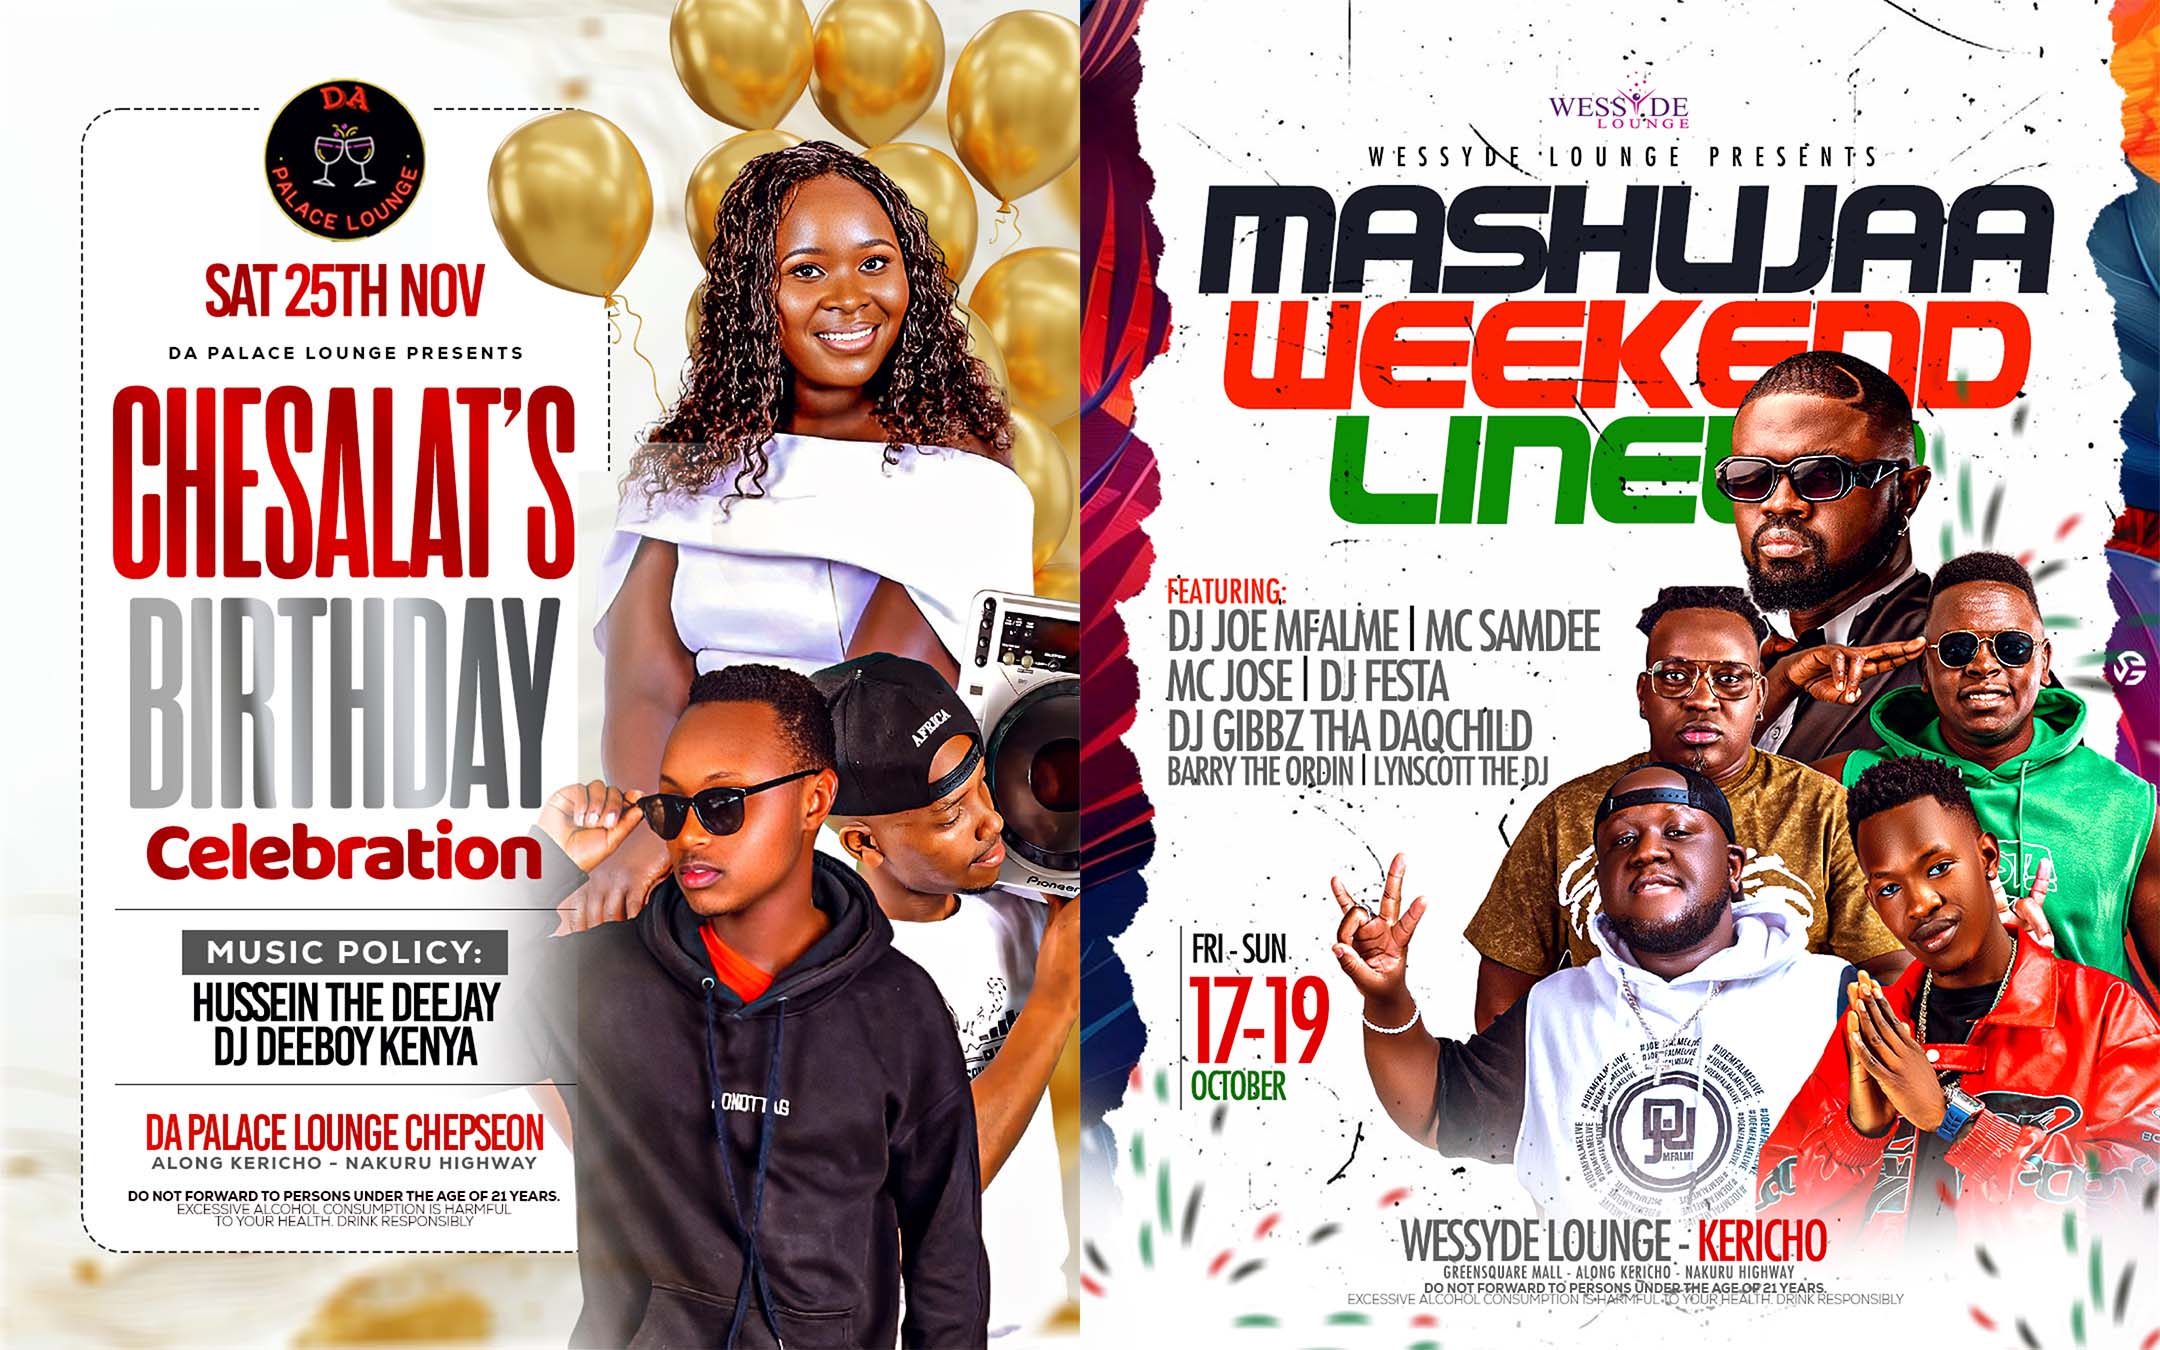 DA
PALACE LOUNGE
SAT 25TH NOV
DA PALACE LOUNGE PRESENTS
CHESALAT'S
BIRTHDAY
Celebration
MUSIC POLICY:
HUSSEIN THE DEEJAY
DJ DEEBOY KENYA
DA PALACE LOUNGE CHEPSEON
ALONG KERICHO - NAKURU HIGHWAY
DO NOT FORWARD TO PERSONS UNDER THE AGE OF 21 YEARS.
EXCESSIVE ALCOHOL CONSUMPTION IS HARMFUL
TO YOUR HEALTH. DRINK RESPONSIBLY
AFRICA
Pioneer
WESSYDE
LOUNGE
WESSYDE LOUNGE PRESENTS
MASHUJAA
WEEKEND
LINEU
FEATURING:
DJ JOE MFALME | MC SAMDEE
MC JOSE | DJ FESTA
DJ GIBBZ THA DAQCHILD
BARRY THE ORDIN | LYNSCOTT THE DJ
FRI - SUN
17-19
OCTOBER
#JOEMFALMELIVE
MFALME
WESSYDE LOUNGE - KERICHO
GREENSQUARE MALL - ALONG KERICHO - NAKURU HIGHWAY
DO NOT FORWARD TO PERSONS UNDER THE AGE OF 21 YEARS.
EXCESSIVE ALCOHOL CONSUMPTION IS HARMFUL TO YOUR HEALTH. DRINK RESPONSIBLY